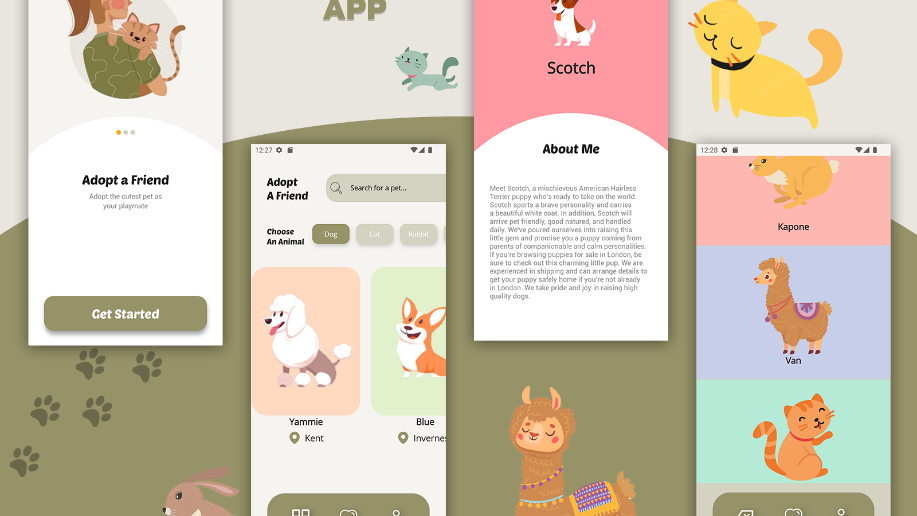 APP
Adopt a Friend
Adopt the cutest pet as
your playmate
Get Started
12:27
Adopt
A Friend
Search for a pet...
Choose
An Animal
Dog
Cat
Rabbit
Yammie
Kent
Blue
Invernes
Scotch
About Me
Meet Scotch, a mischievous American Hairless
Terrier puppy who's ready to take on the world.
Scotch sports a brave personality and carries
a beautiful white coat. In addition, Scotch will
arrive pet friendly, good natured, and handled
daily. We've poured ourselves into raising this
little gem and promise you a puppy coming from
parents of companionable and calm personalities.
If you're browsing puppies for sale in London, be
sure to check out this charming little pup. We are
experienced in shipping and can arrange details to
get your puppy safely home if you're not already
in London. We take pride and joy in raising high
quality dogs.
12:28
Kapone
Van